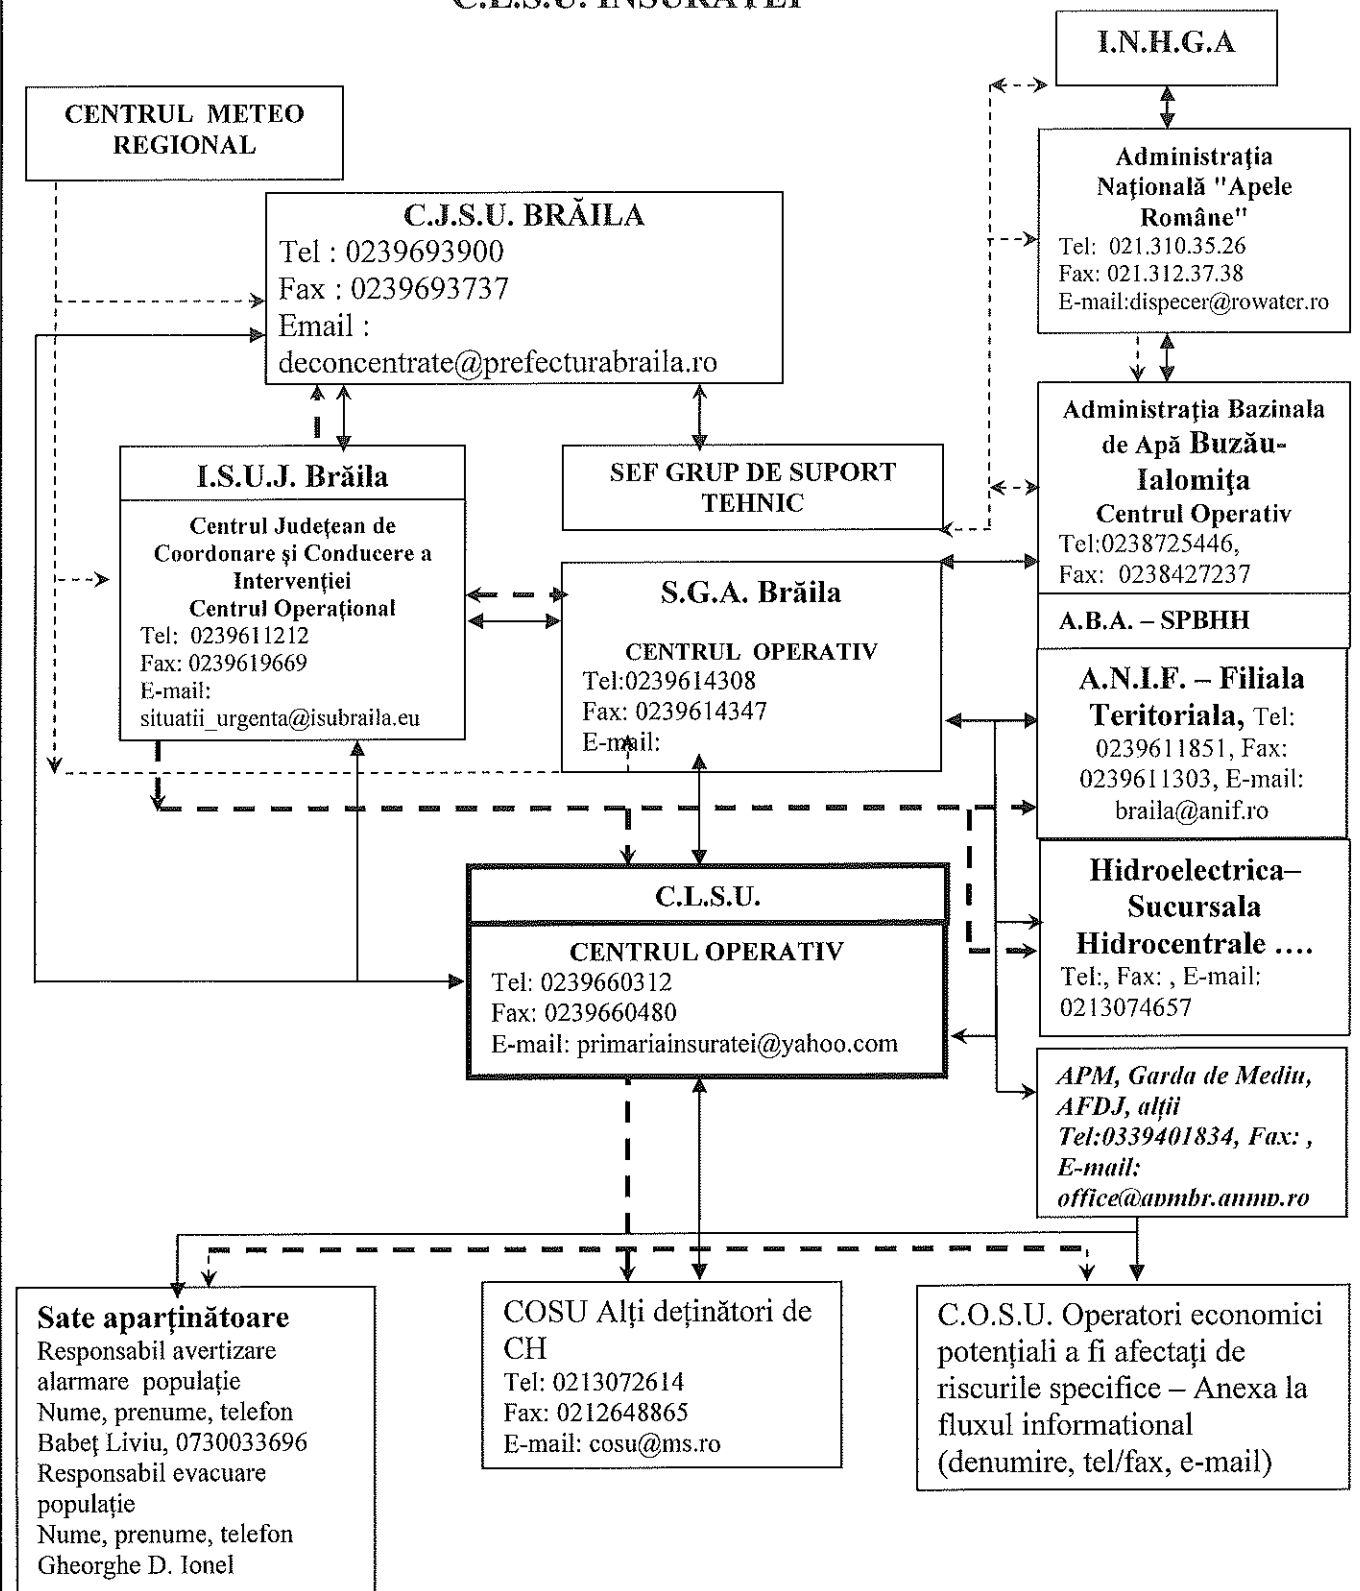 C.L.S.U. INSURATEI
I.N.H.G.A
CENTRUL METEO
REGIONAL
Administraţia
Naţională "Apele
Române"
Tel: 021.310.35.26
Fax: 021.312.37.38
E-mail:dispecer@rowater.ro
C.J.S.U. BRĂILA
Tel : 0239693900
Fax : 0239693737
Email :
deconcentrate@prefecturabraila.ro
Administraţia Bazinala
de Apă Buzău-
Ialomiţa
Centrul Operativ
Tel:0238725446,
Fax: 0238427237
A.B.A. – SPBHH
I.S.U.J. Brăila
Centrul Judeţean de
Coordonare şi Conducere a
Intervenţiei
Centrul Operaţional
Tel: 0239611212
Fax: 0239619669
E-mail:
situatii_urgenta@isubraila.eu
SEF GRUP DE SUPORT
TEHNIC
S.G.A. Brăila
CENTRUL OPERATIV
Tel:0239614308
Fax: 0239614347
E-mail:
A.N.I.F. – Filiala
Teritoriala, Tel:
0239611851, Fax:
0239611303, E-mail:
braila@anif.ro
Hidroelectrica–
Sucursala
Hidrocentrale ....
Tel:, Fax: , E-mail:
0213074657
C.L.S.U.
CENTRUL OPERATIV
Tel: 0239660312
Fax: 0239660480
E-mail: primariainsuratei@yahoo.com
APM, Garda de Mediu,
AFDJ, alţii
Tel:0339401834, Fax: ,
E-mail:
office@apmbr.anmp.ro
Sate aparţinătoare
Responsabil avertizare
alarmare populaţie
Nume, prenume, telefon
Babeţ Liviu, 0730033696
Responsabil evacuare
populaţie
Nume, prenume, telefon
Gheorghe D. Ionel
COSU Alţi deţinători de
CH
Tel: 0213072614
Fax: 0212648865
E-mail: cosu@ms.ro
C.O.S.U. Operatori economici
potenţiali a fi afectaţi de
riscurile specifice – Anexa la
fluxul informational
(denumire, tel/fax, e-mail)